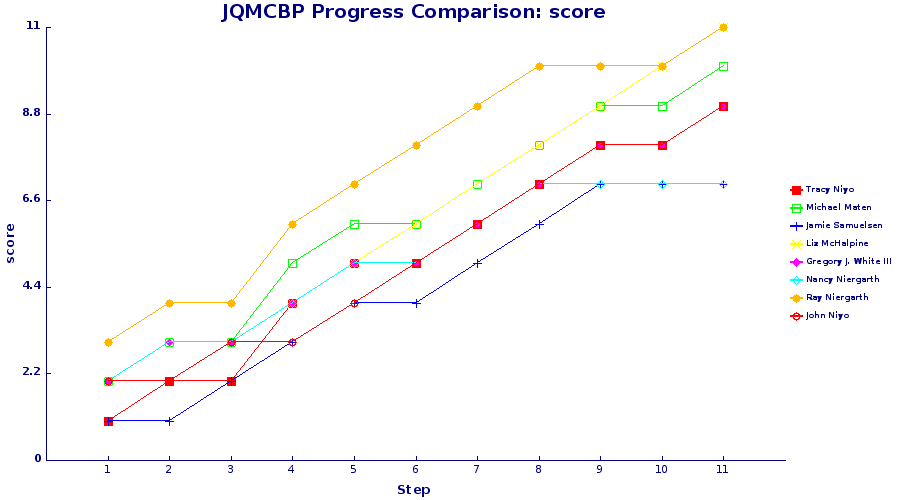 JQMCBP Progress Comparison: score
11
8.8
6.6
4.4
2.2
0
score
1 2 3 4 5 6 7 8 9 10 11
Step
Tracy Niyo
Michael Maten
Jamie Samuelsen
Liz McHalpine
Gregory J. White III
Nancy Niergarth
Ray Niergarth
John Niyo